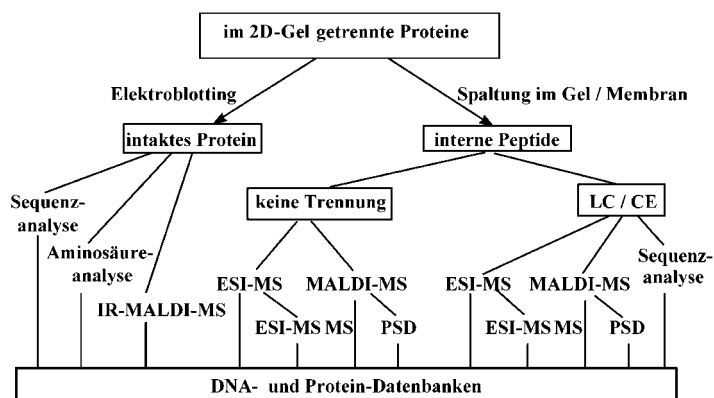 im 2D-Gel getrennte Proteine
Elektroblotting
Spaltung im Gel / Membran
intaktes Protein
interne Peptide
Sequenz-
analyse
keine Trennung
LC / CE
Aminosäure-
analyse
Sequenz-
analyse
ESI-MS
MALDI-MS
ESI-MS
MALDI-MS
IR-MALDI-MS
ESI-MS MS
PSD
ESI-MS MS
PSD
DNA- und Protein-Datenbanken